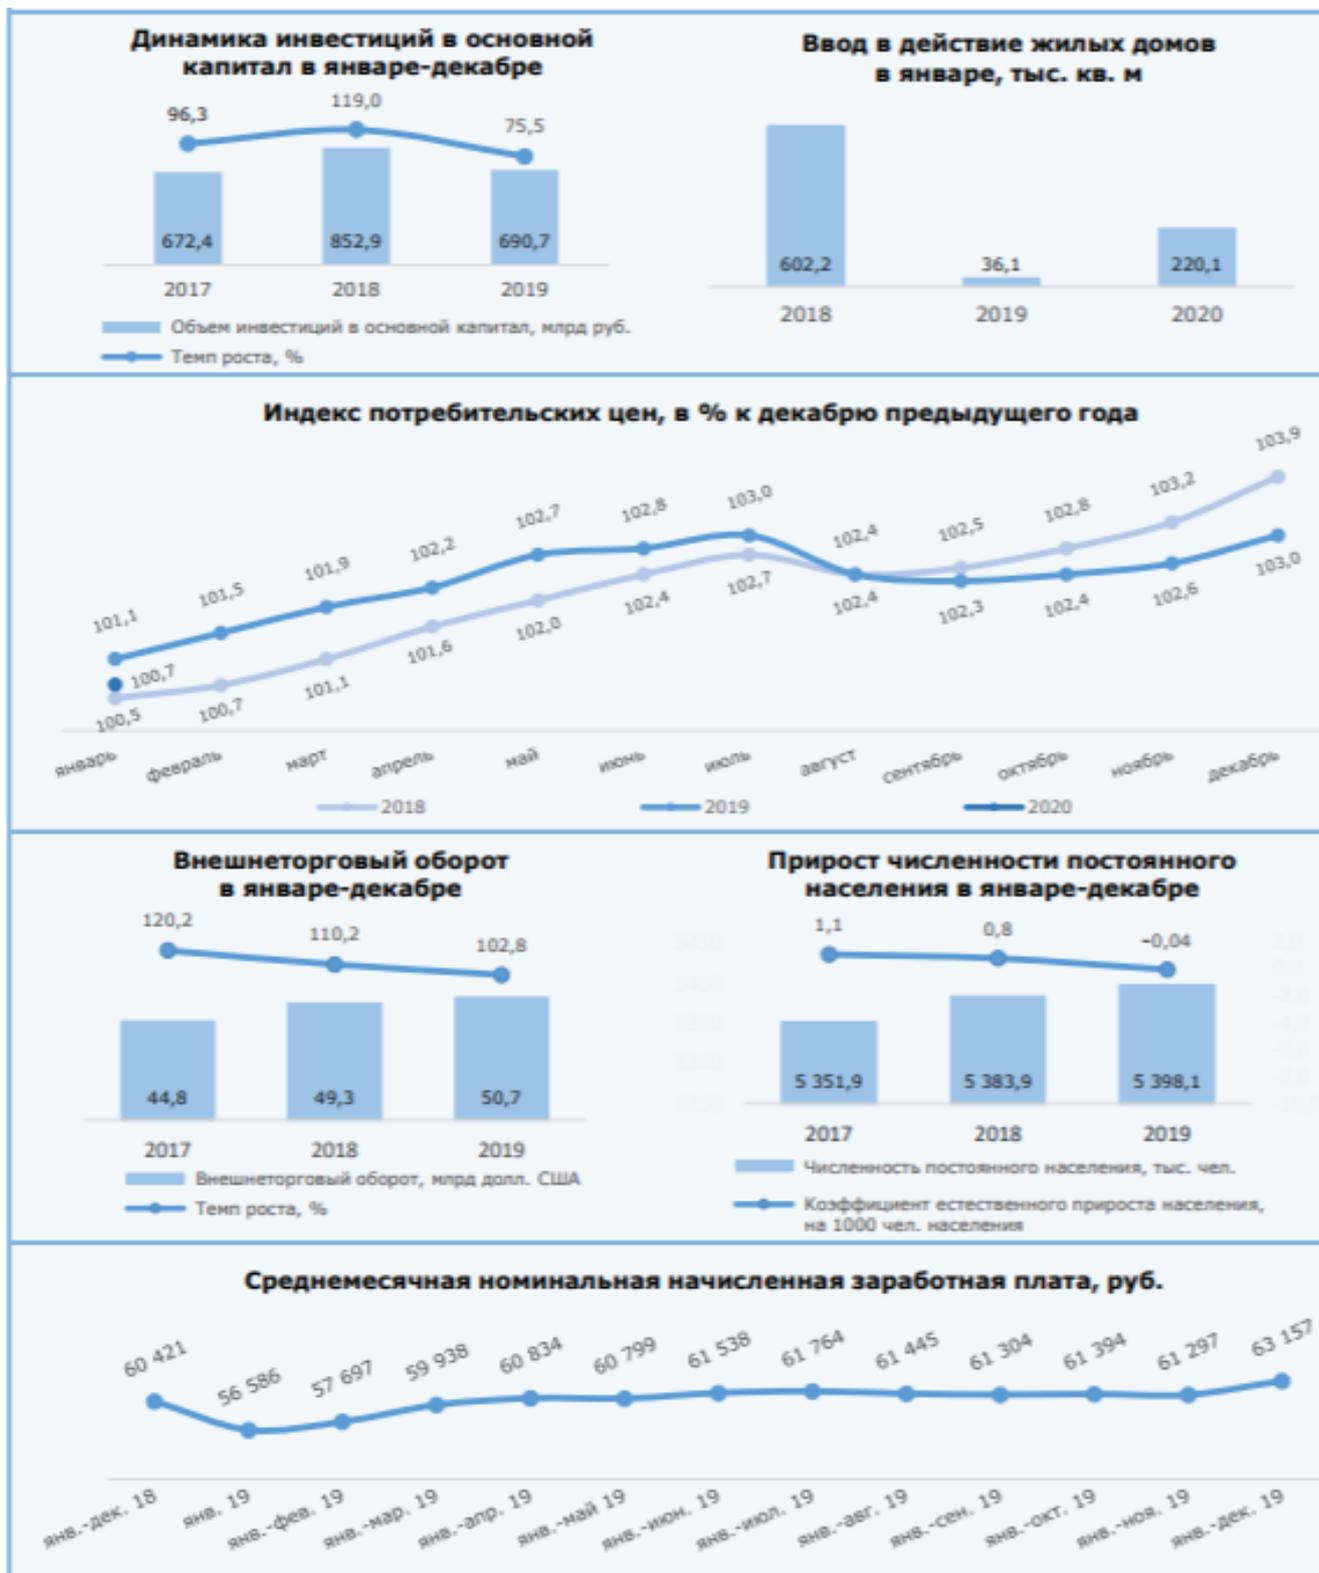 Динамика инвестиций в основной
капитал в январе-декабре
96,3
119,0
75,5
672,4
852,9
690,7
2017
2018
2019
Объем инвестиций в основной капитал, млрд руб.
Темп роста, %
Ввод в действие жилых домов
в январе, тыс. кв. м
602,2
36,1
220,1
2018
2019
2020
Индекс потребительских цен, в % к декабрю предыдущего года
101,1
101,5
101,9
102,2
102,7
102,8
103,0
102,4
102,5
102,8
103,2
103,9
100,7
100,5
100,7
101,1
101,6
102,0
102,4
102,7
102,4
102,3
102,4
102,6
103,0
январь
февраль
март
апрель
май
июнь
июль
август
сентябрь
октябрь
ноябрь
декабрь
2018
2019
2020
Внешнеторговый оборот
в январе-декабре
120,2
110,2
102,8
44,8
49,3
50,7
2017
2018
2019
Внешнеторговый оборот, млрд долл. США
Темп роста, %
Прирост численности постоянного
населения в январе-декабре
1,1
0,8
-0,04
5 351,9
5 383,9
5 398,1
2017
2018
2019
Численность постоянного населения, тыс. чел.
Коэффициент естественного прироста населения,
на 1000 чел. населения
Среднемесячная номинальная начисленная заработная плата, руб.
60 421
56 586
57 697
59 938
60 834
60 799
61 538
61 764
61 445
61 304
61 394
61 297
63 157
янв.-дек. 18
янв. 19
янв.-фев. 19
янв.-мар. 19
янв.-апр. 19
янв.-май 19
янв.-июн. 19
янв.-июл. 19
янв.-авг. 19
янв.-сен. 19
янв.-окт. 19
янв.-ноя. 19
янв.-дек. 19